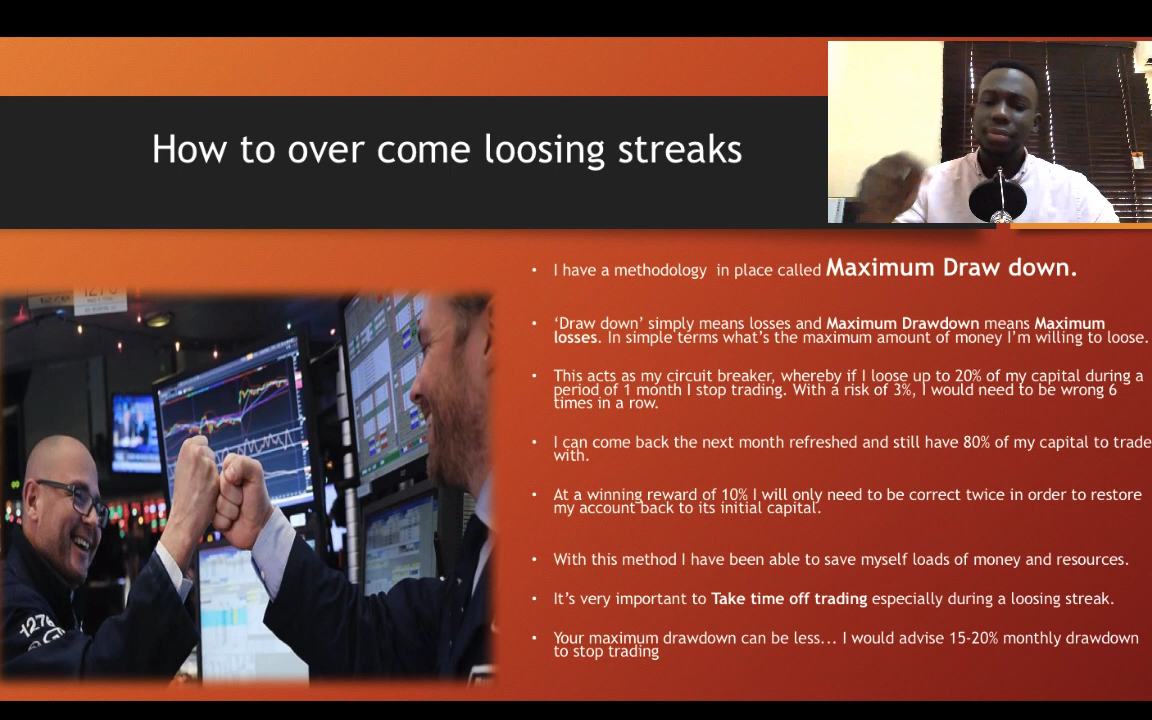 How to over come loosing streaks
• I have a methodology in place called Maximum Draw down.
• ‘Draw down’ simply means losses and Maximum Drawdown means Maximum
losses. In simple terms what’s the maximum amount of money I’m willing to loose.
• This acts as my circuit breaker, whereby if I loose up to 20% of my capital during a
period of 1 month I stop trading. With a risk of 3%, I would need to be wrong 6
times in a row.
• I can come back the next month refreshed and still have 80% of my capital to trade
with.
• At a winning reward of 10% I will only need to be correct twice in order to restore
my account back to its initial capital.
• With this method I have been able to save myself loads of money and resources.
• It’s very important to Take time off trading especially during a loosing streak.
• Your maximum drawdown can be less... I would advise 15-20% monthly drawdown
to stop trading
1270
1276